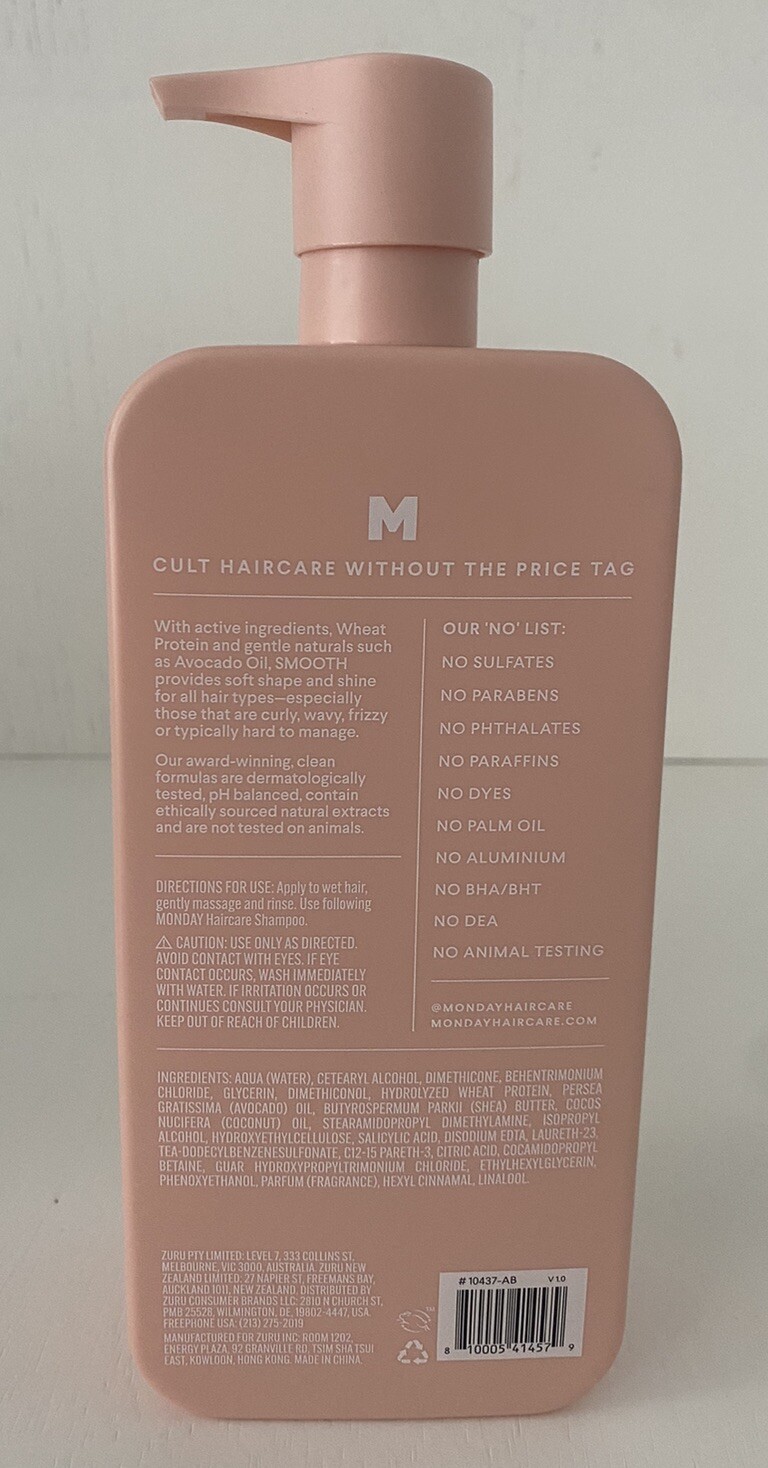 M
CULT HAIRCARE WITHOUT THE PRICE TAG
With active ingredients, Wheat
Protein and gentle naturals such
as Avocado Oil, SMOOTH
provides soft shape and shine
for all hair types—especially
those that are curly, wavy, frizzy
or typically hard to manage.
Our award-winning, clean
formulas are dermatologically
tested, pH balanced, contain
ethically sourced natural extracts
and are not tested on animals.
DIRECTIONS FOR USE: Apply to wet hair,
gently massage and rinse. Use following
MONDAY Haircare Shampoo.
⚠ CAUTION: USE ONLY AS DIRECTED.
AVOID CONTACT WITH EYES. IF EYE
CONTACT OCCURS, WASH IMMEDIATELY
WITH WATER. IF IRRITATION OCCURS OR
CONTINUES CONSULT YOUR PHYSICIAN.
KEEP OUT OF REACH OF CHILDREN.
OUR 'NO' LIST:
NO SULFATES
NO PARABENS
NO PHTHALATES
NO PARAFFINS
NO DYES
NO PALM OIL
NO ALUMINIUM
NO BHA/BHT
NO DEA
NO ANIMAL TESTING
@MONDAYHAIRCARE
MONDAYHAIRCARE.COM
INGREDIENTS: AQUA (WATER), CETEARYL ALCOHOL, DIMETHICONE, BEHENTRIMONIUM
CHLORIDE, GLYCERIN, DIMETHICONOL, HYDROLYZED WHEAT PROTEIN, PERSEA
GRATISSIMA (AVOCADO) OIL, BUTYROSPERMUM PARKII (SHEA) BUTTER, COCOS
NUCIFERA (COCONUT) OIL, STEARAMIDOPROPYL DIMETHYLAMINE, ISOPROPYL
ALCOHOL, HYDROXYETHYLCELLULOSE, SALICYLIC ACID, DISODIUM EDTA, LAURETH-23,
TEA-DODECYLBENZENESULFONATE, C12-15 PARETH-3, CITRIC ACID, COCAMIDOPROPYL
BETAINE, GUAR HYDROXYPROPYLTRIMONIUM CHLORIDE, ETHYLHEXYLGLYCERIN,
PHENOXYETHANOL, PARFUM (FRAGRANCE), HEXYL CINNAMAL, LINALOOL.
ZURU PTY LIMITED: LEVEL 7, 333 COLLINS ST,
MELBOURNE, VIC 3000, AUSTRALIA. ZURU NEW
ZEALAND LIMITED: 27 NAPIER ST, FREEMANS BAY,
AUCKLAND 1011, NEW ZEALAND, DISTRIBUTED BY
ZURU CONSUMER BRANDS LLC: 2810 N CHURCH ST,
PMB 25528, WILMINGTON, DE, 19802-4447, USA.
FREEPHONE USA: (213) 275-2019
MANUFACTURED FOR ZURU INC: ROOM 1202,
ENERGY PLAZA, 92 GRANVILLE RD, TSIM SHA TSUI
EAST, KOWLOON, HONG KONG. MADE IN CHINA.
TM
# 10437-AB V 1.0
8 10005 41457 9